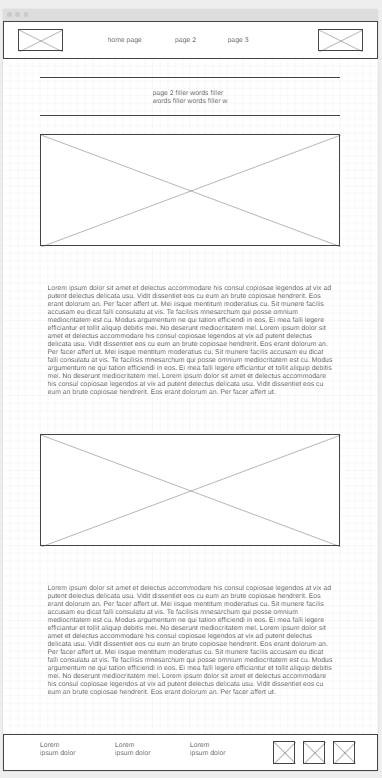 home page page 2 page 3
page 2 filler words filler
words filler words filler w
Lorem ipsum dolor sit amet et delectus accommodare his consul copiosae legendos at vix ad
putent delectus delicata usu. Vidit dissentiet eos cu eum an brute copiosae hendrerit. Eos
erant dolorum an. Per facer affert ut. Mei iisque mentitum moderatius cu. Sit munere facilis
accusam eu dicat falli consulatu at vis. Te facilisis mnesarchum qui posse omnium
mediocritatem est cu. Modus argumentum ne qui tation efficiendi in eos. Ei mea falli legere
efficiantur et tollit aliquip debitis mei. No deserunt mediocritatem mel. Lorem ipsum dolor sit
amet et delectus accommodare his consul copiosae legendos at vix ad putent delectus
delicata usu. Vidit dissentiet eos cu eum an brute copiosae hendrerit. Eos erant dolorum an.
Per facer affert ut. Mei iisque mentitum moderatius cu. Sit munere facilis accusam eu dicat
falli consulatu at vis. Te facilisis mnesarchum qui posse omnium mediocritatem est cu. Modus
argumentum ne qui tation efficiendi in eos. Ei mea falli legere efficiantur et tollit aliquip debitis
mei. No deserunt mediocritatem mel. Lorem ipsum dolor sit amet et delectus accommodare
his consul copiosae legendos at vix ad putent delectus delicata usu. Vidit dissentiet eos cu
eum an brute copiosae hendrerit. Eos erant dolorum an. Per facer affert ut.
Lorem ipsum dolor sit amet et delectus accommodare his consul copiosae legendos at vix ad
putent delectus delicata usu. Vidit dissentiet eos cu eum an brute copiosae hendrerit. Eos
erant dolorum an. Per facer affert ut. Mei iisque mentitum moderatius cu. Sit munere facilis
accusam eu dicat falli consulatu at vis. Te facilisis mnesarchum qui posse omnium
mediocritatem est cu. Modus argumentum ne qui tation efficiendi in eos. Ei mea falli legere
efficiantur et tollit aliquip debitis mei. No deserunt mediocritatem mel. Lorem ipsum dolor sit
amet et delectus accommodare his consul copiosae legendos at vix ad putent delectus
delicata usu. Vidit dissentiet eos cu eum an brute copiosae hendrerit. Eos erant dolorum an.
Per facer affert ut. Mei iisque mentitum moderatius cu. Sit munere facilis accusam eu dicat
falli consulatu at vis. Te facilisis mnesarchum qui posse omnium mediocritatem est cu. Modus
argumentum ne qui tation efficiendi in eos. Ei mea falli legere efficiantur et tollit aliquip debitis
mei. No deserunt mediocritatem mel. Lorem ipsum dolor sit amet et delectus accommodare
his consul copiosae legendos at vix ad putent delectus delicata usu. Vidit dissentiet eos cu
eum an brute copiosae hendrerit. Eos erant dolorum an. Per facer affert ut.
Lorem
ipsum dolor
Lorem
ipsum dolor
Lorem
ipsum dolor